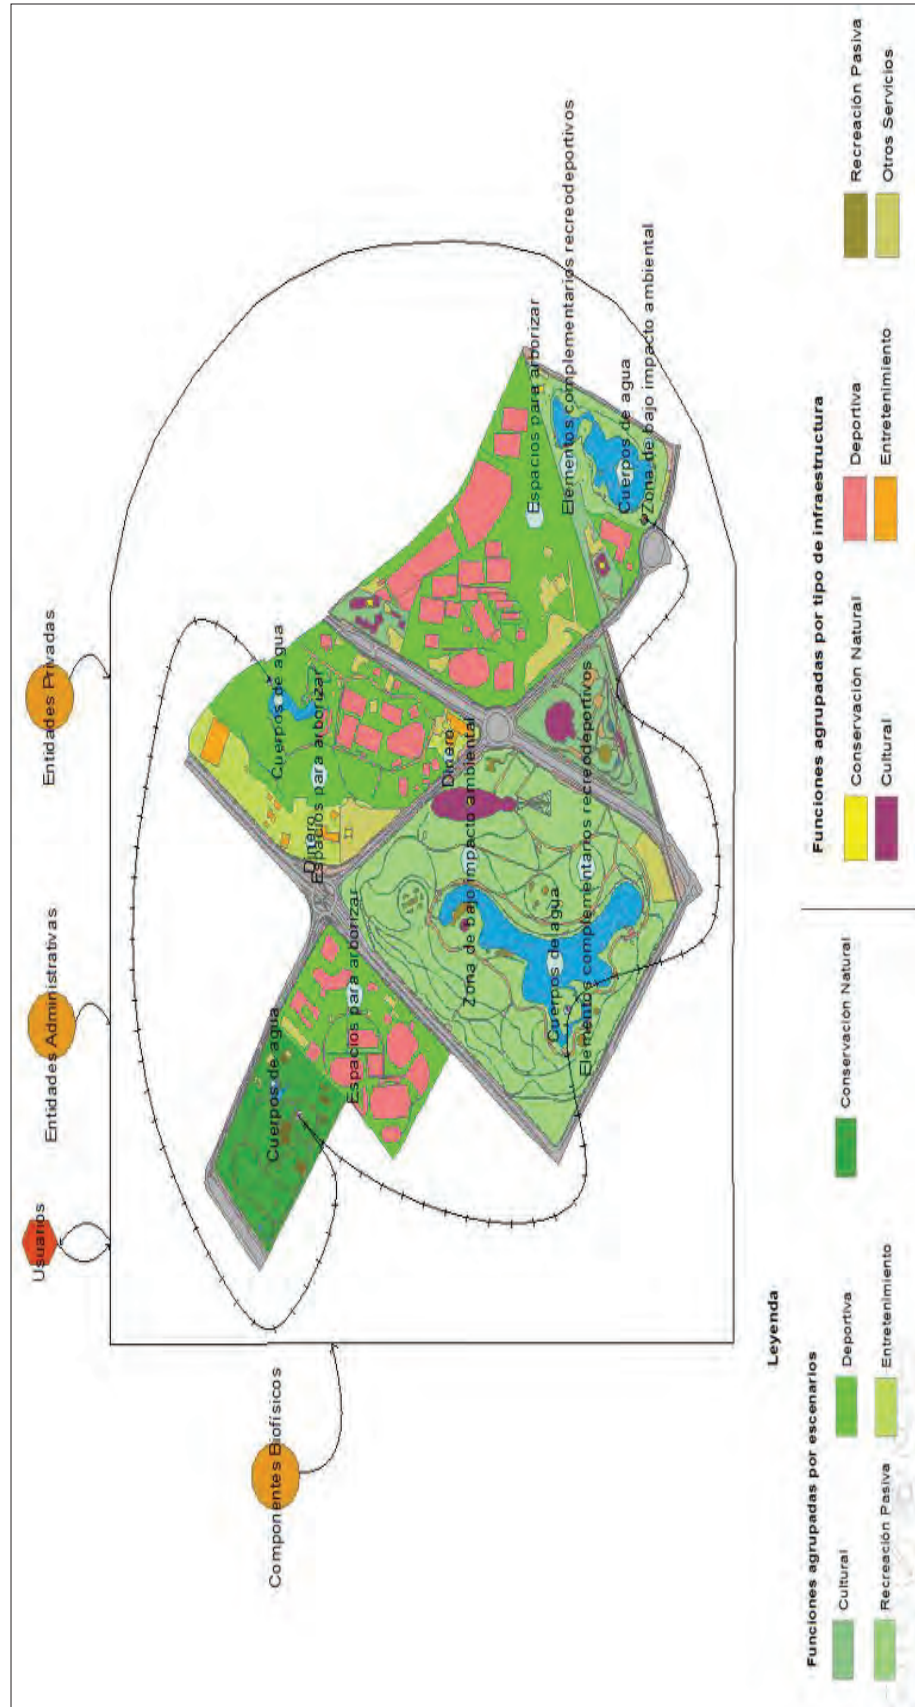 Usuarios
Entidades Administrativas
Entidades Privadas
Componentes Biofísicos
Cuerpos de agua
Espacios para arborizar
Cuerpos de agua
Espacios para arborizar
Dinero
Dinero
Zona de bajo impacto ambiental
Cuerpos de agua
Elementos complementarios recreodeportivos
Espacios para arborizar
Elementos complementarios recreodeportivos
Cuerpos de agua
Zona de bajo impacto ambiental
Leyenda
Funciones agrupadas por escenarios
Cultural
Deportiva
Conservación Natural
Recreación Pasiva
Entretenimiento
Funciones agrupadas por tipo de infraestructura
Conservación Natural
Deportiva
Recreación Pasiva
Cultural
Entretenimiento
Otros Servicios